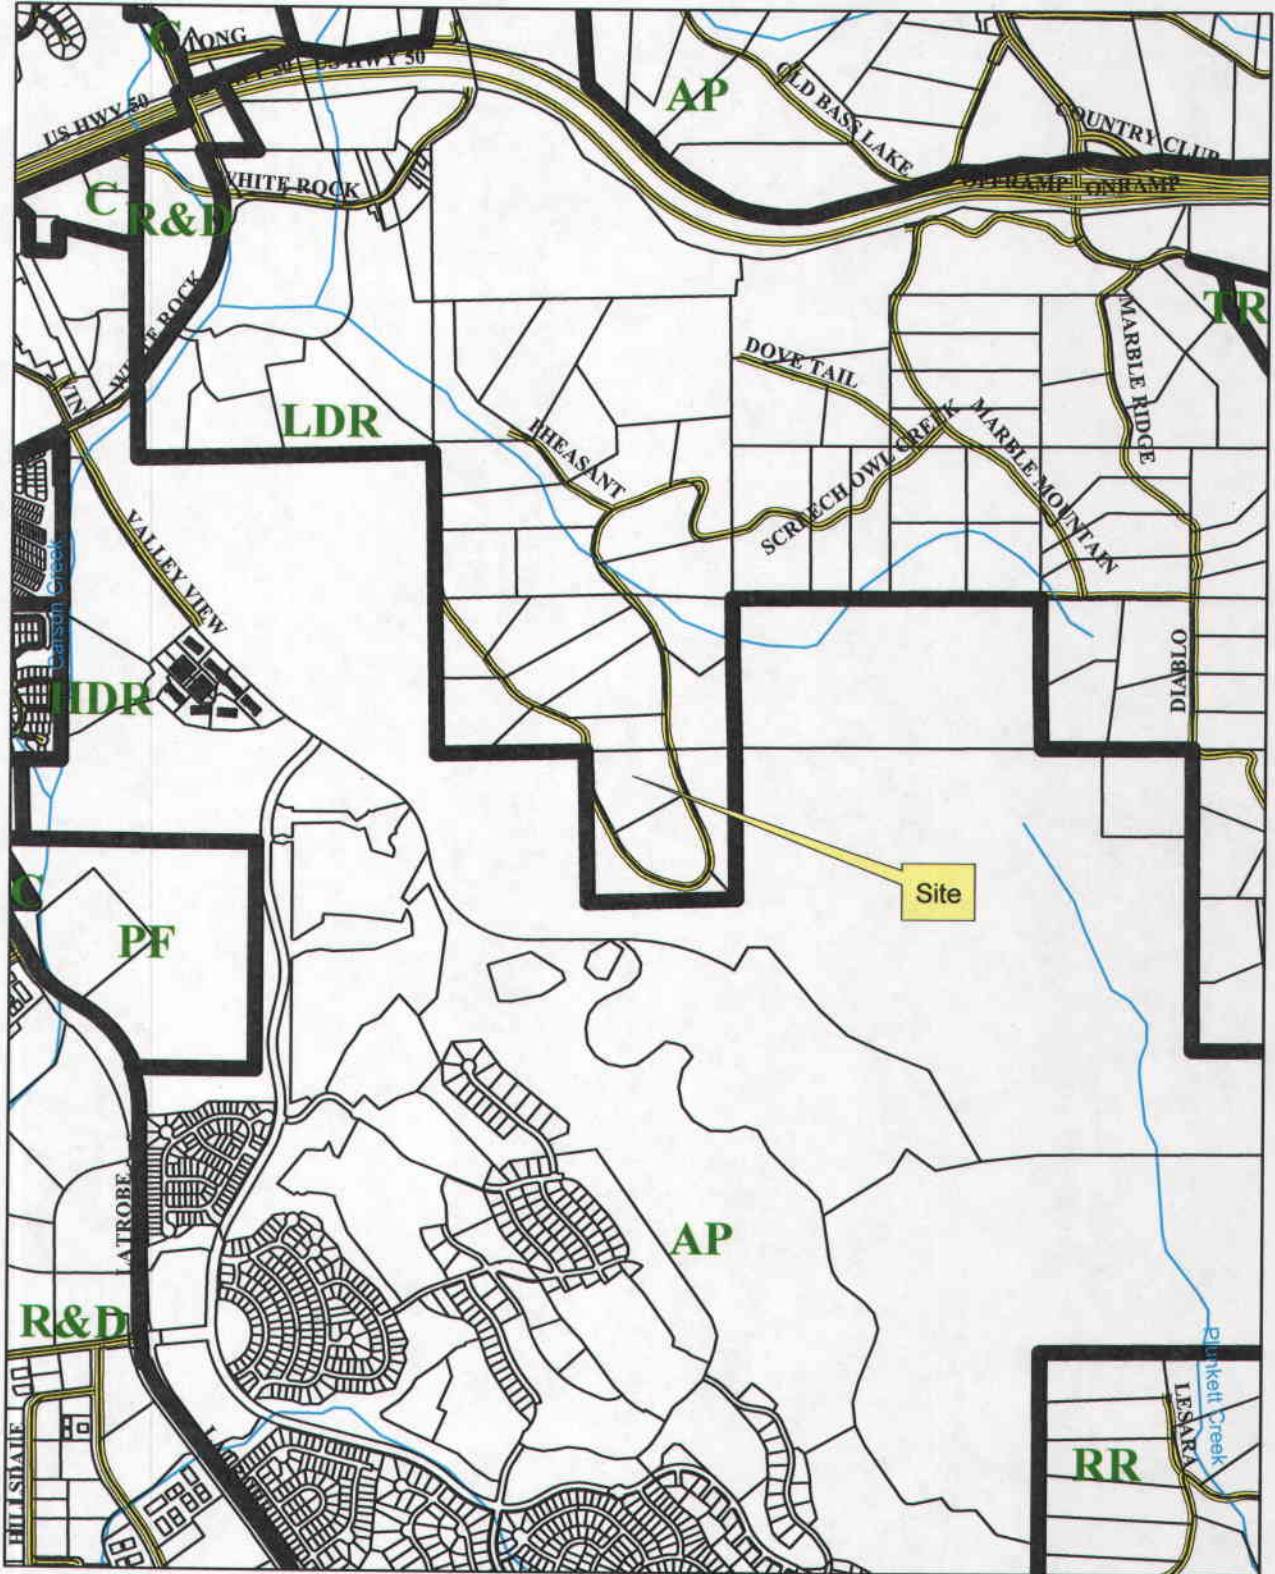 C
LONG
US HWY 50
US HWY 50
AP
OLD BASS LAKE
COUNTRY CLUB
OFFRAMP
ONRAMP
C
R&D
WHITE ROCK
WHITE ROCK
TR
MARBLE RIDGE
DOVE TAIL
LDR
PHEASANT
SCREECH OWL CREEK
MARBLE MOUNTAIN
VALLEY VIEW
Carson Creek
HDR
DIABLO
Site
C
PF
LATROBE
AP
R&D
Plunkett Creek
LESARA
RR
HILLSDALE